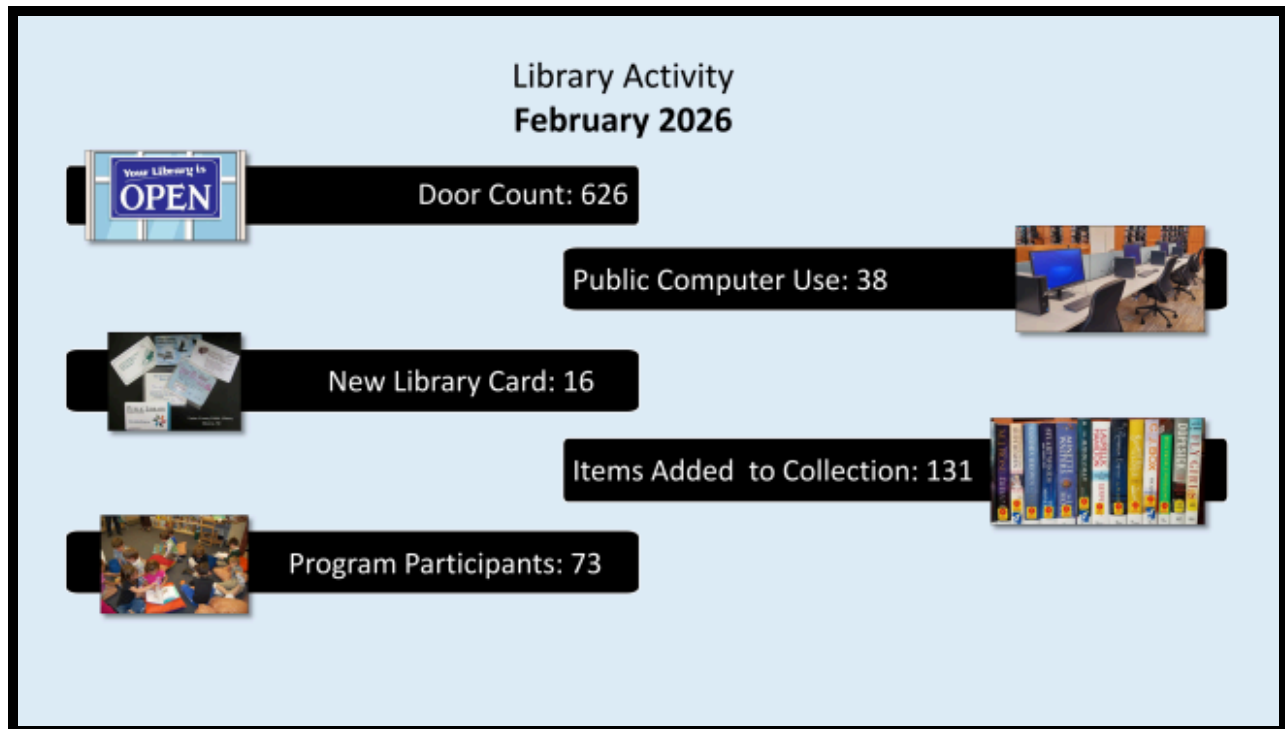 Library Activity
February 2026
Your Library is
OPEN
Door Count: 626
Public Computer Use: 38
New Library Card: 16
Items Added  to Collection: 131
Program Participants: 73